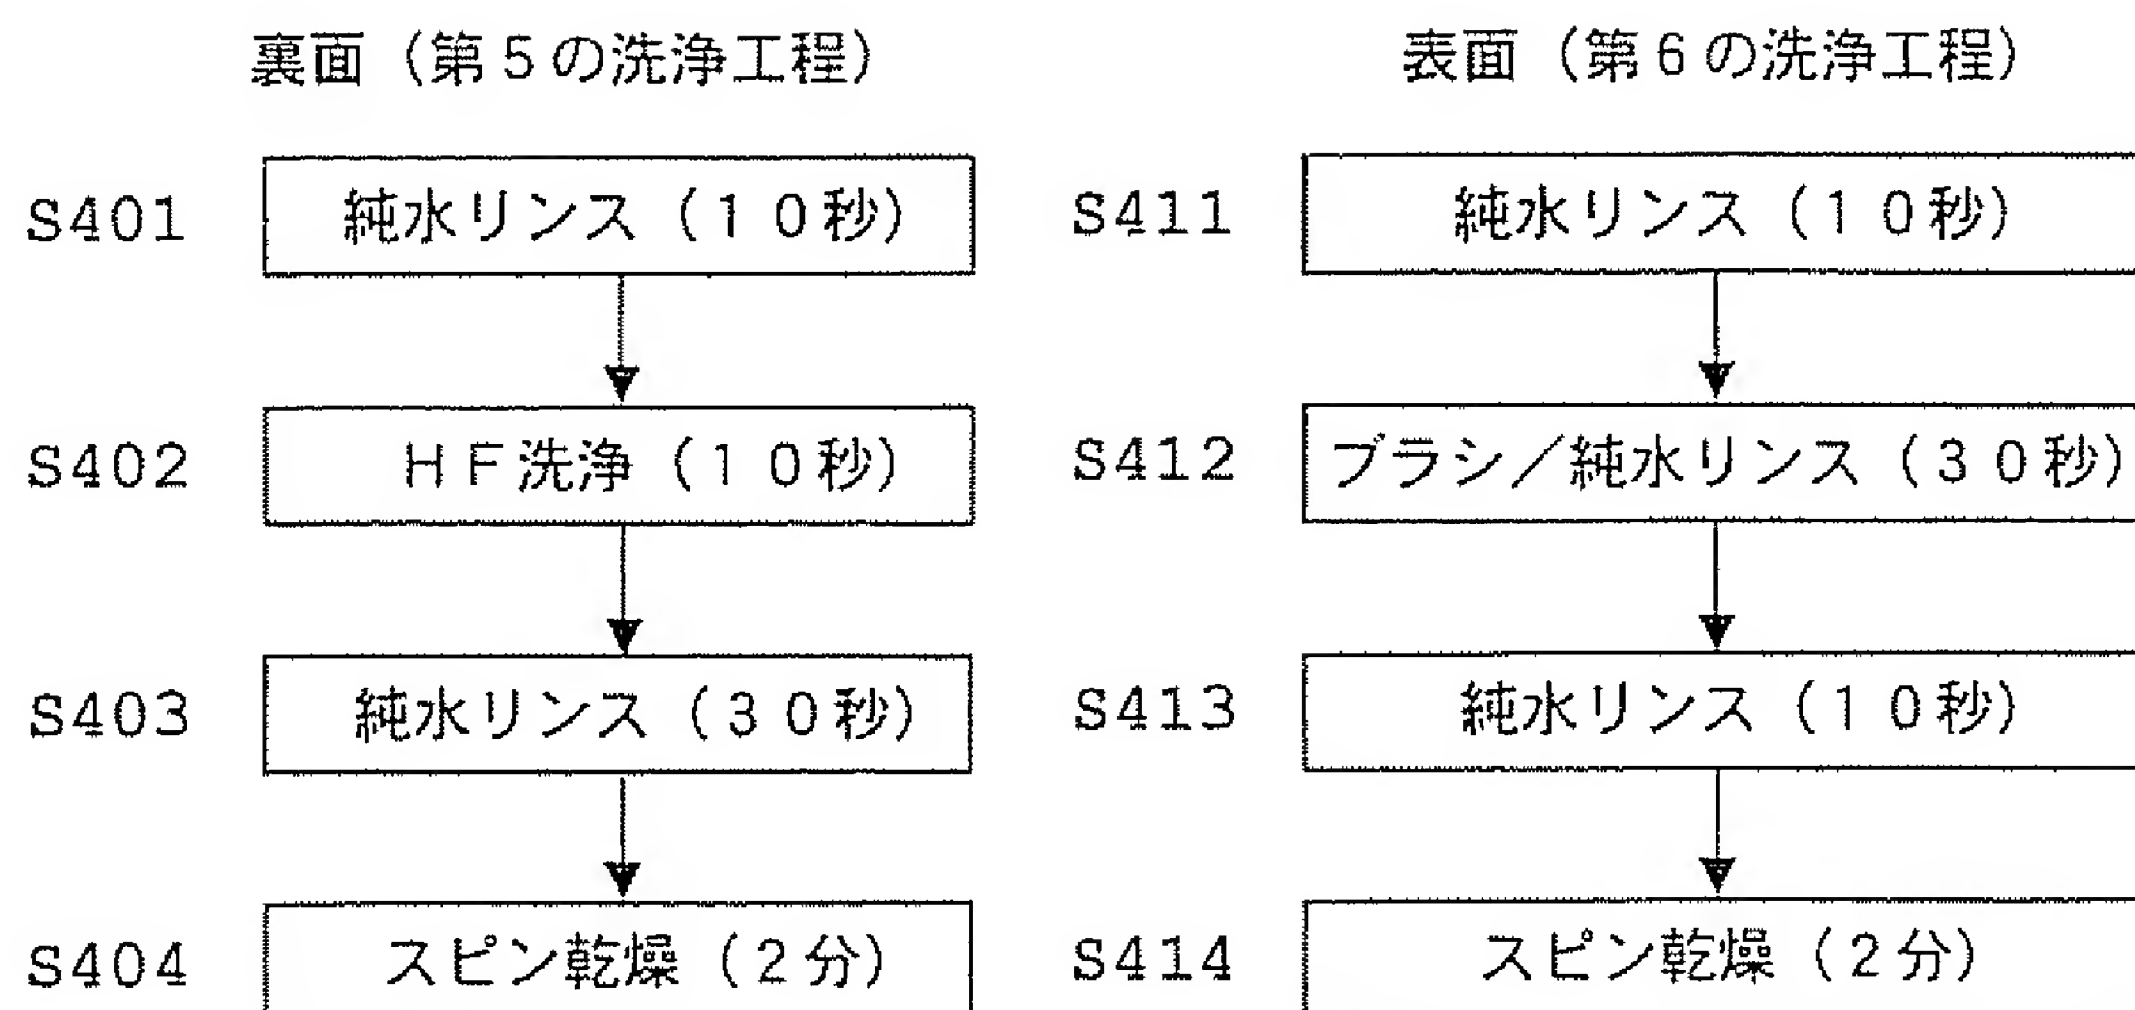 裏面（第５の洗浄工程）
S401 純水リンス（１０秒）
S402 ＨＦ洗浄（１０秒）
S403 純水リンス（３０秒）
S404 スピン乾燥（２分）
表面（第６の洗浄工程）
S411 純水リンス（１０秒）
S412 ブラシ／純水リンス（３０秒）
S413 純水リンス（１０秒）
S414 スピン乾燥（２分）